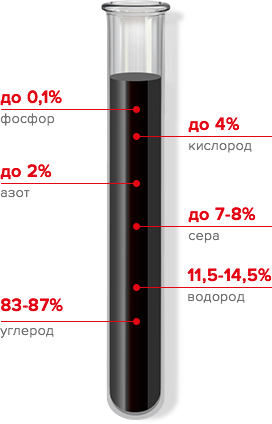 до 0,1%
фосфор
до 4%
кислород
до 2%
азот
до 7-8%
сера
11,5-14,5%
водород
83-87%
углерод